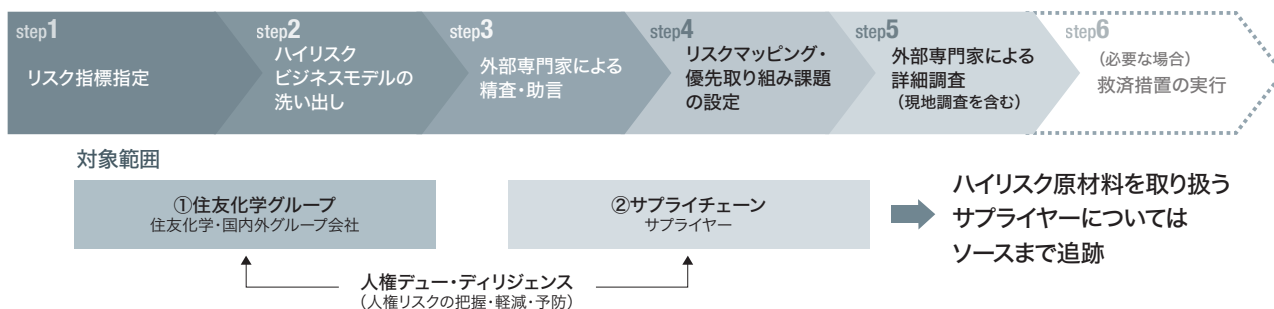 step1
リスク指標指定
step2
ハイリスク
ビジネスモデルの
洗い出し
step3
外部専門家による
精査・助言
step4
リスクマッピング・
優先取り組み課題
の設定
step5
外部専門家による
詳細調査
（現地調査を含む）
step6
（必要な場合）
救済措置の実行
対象範囲
①住友化学グループ
住友化学・国内外グループ会社
②サプライチェーン
サプライヤー
ハイリスク原材料を取り扱う
サプライヤーについては
ソースまで追跡
人権デュー・ディリジェンス
（人権リスクの把握・軽減・予防）